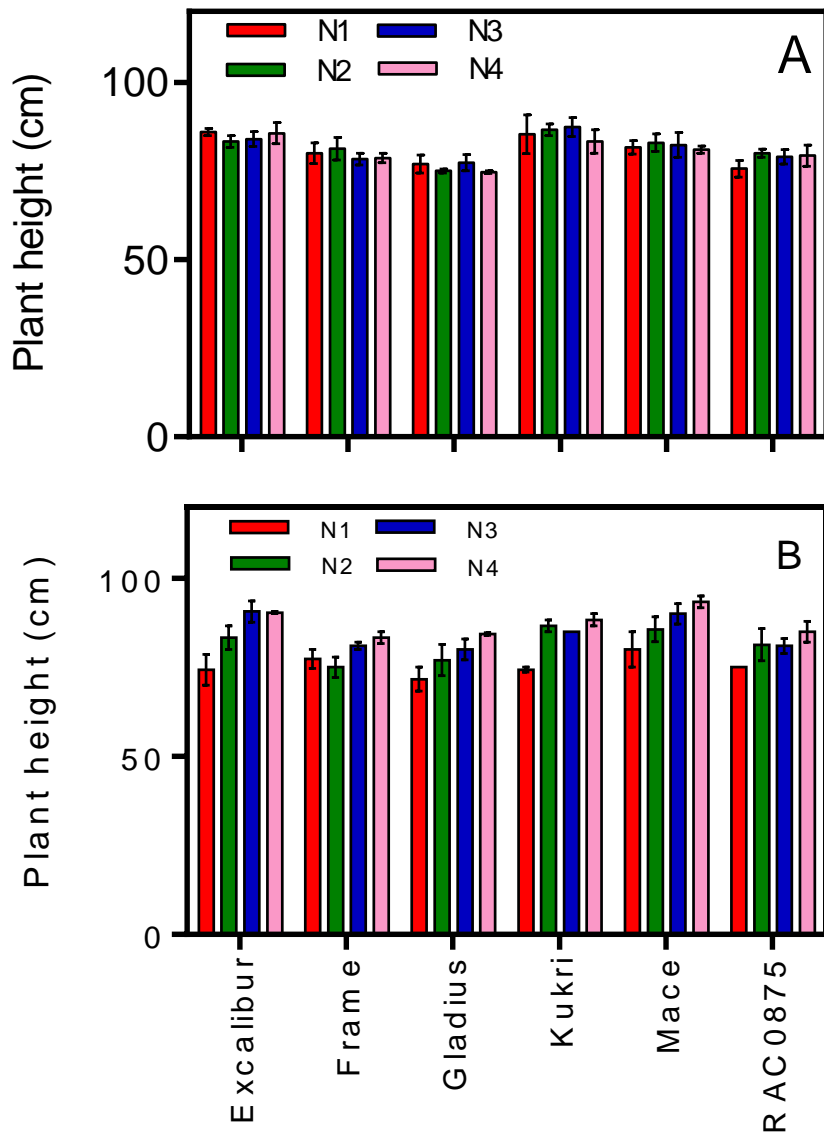 N1 N3
N2 N4
A
Plant height (cm)
100
50
0
N1 N3
N2 N4
B
Plant height (cm)
100
50
0
Excalibur
Frame
Gladius
Kukri
Mace
RAC0875